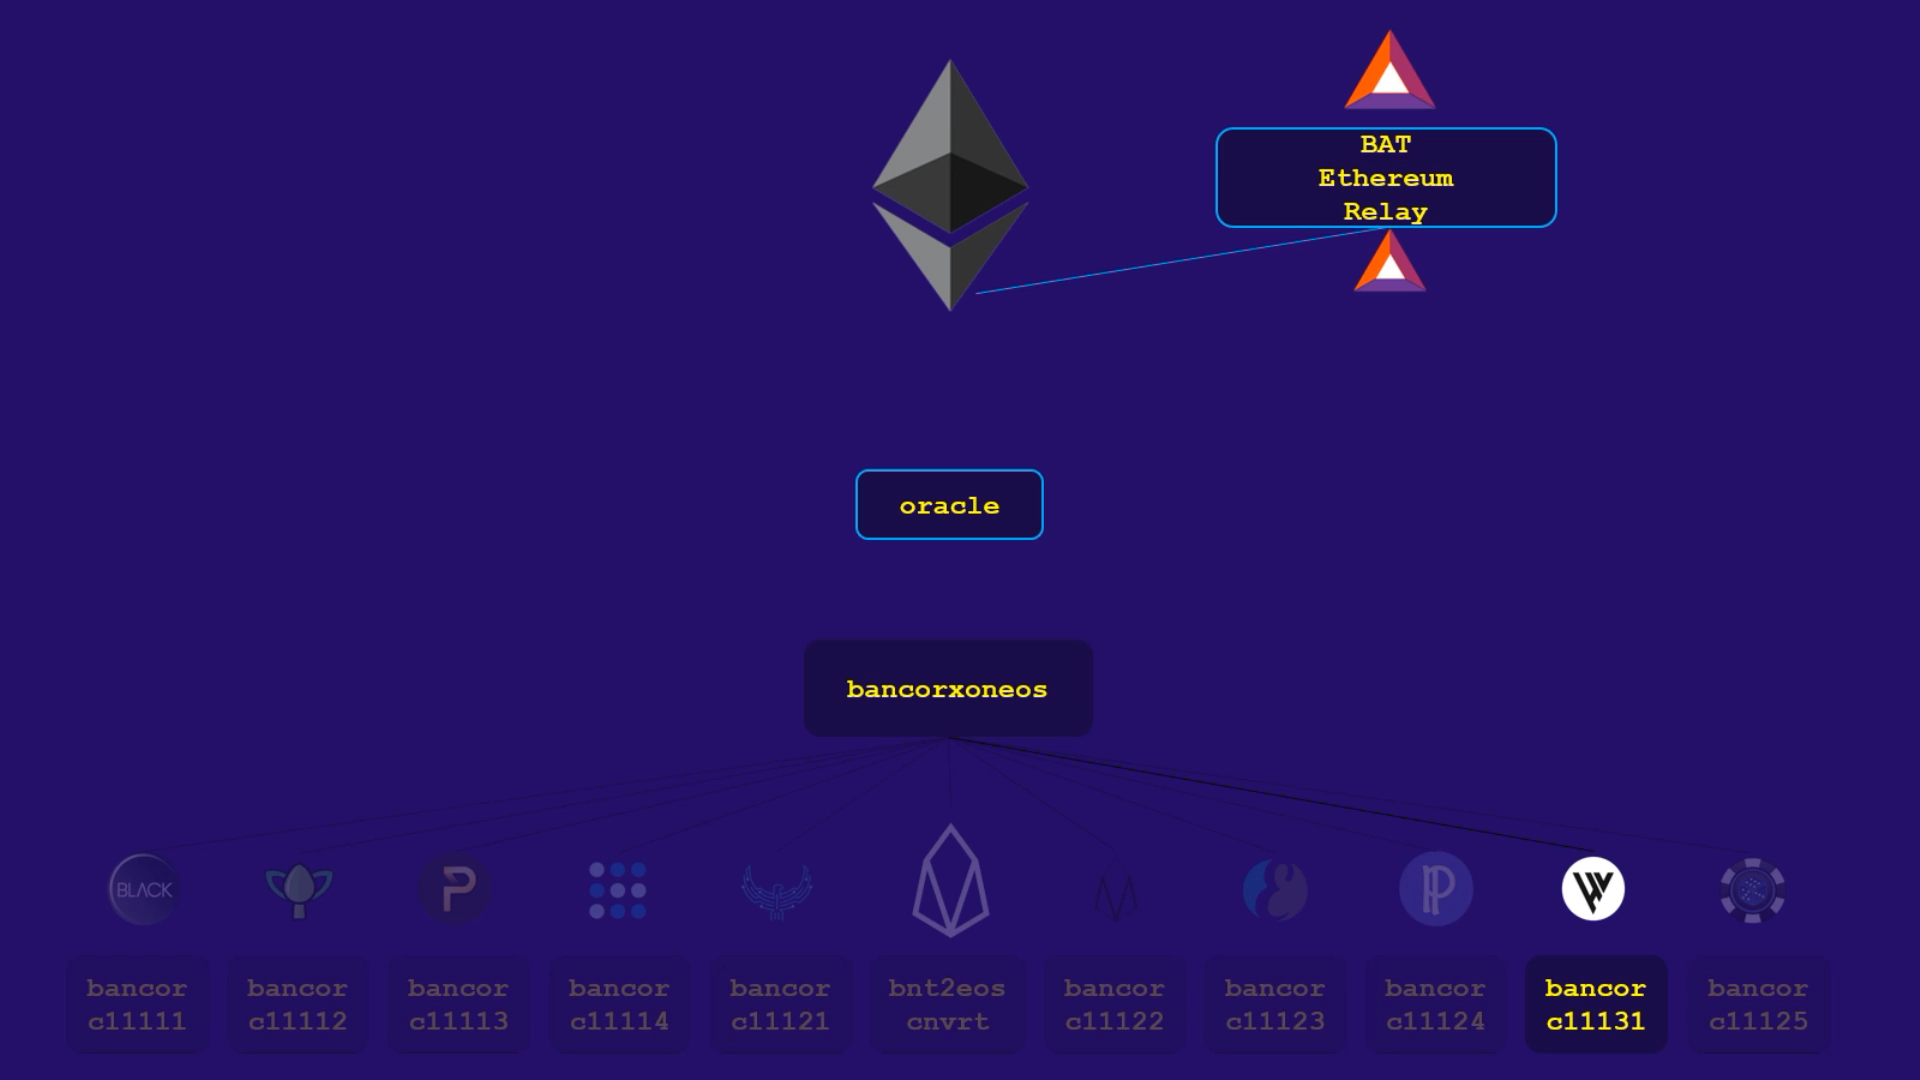 BAT
Ethereum
Relay
oracle
bancorxoneos
BLACK
bancor
c11111
bancor
c11112
bancor
c11113
bancor
c11114
bancor
c11121
bnt2eos
cnvrt
bancor
c11122
bancor
c11123
bancor
c11124
bancor
c11131
bancor
c11125